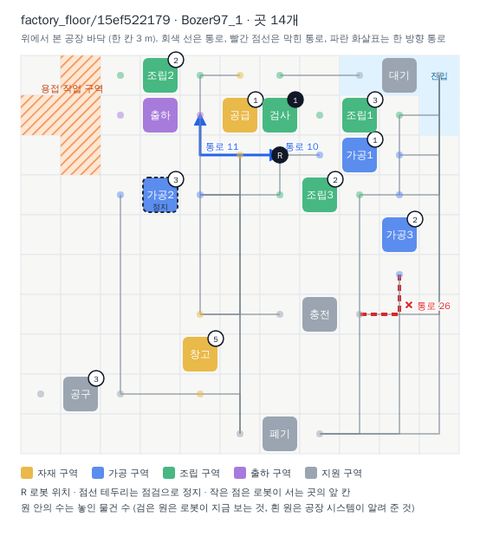 factory_floor/15ef522179 · Bozer97_1 · 곳 14개
위에서 본 공장 바닥 (한 칸 3 m). 회색 선은 통로, 빨간 점선은 막힌 통로, 파란 화살표는 한 방향 통로
조립2
2
대기
진입
용접 작업 구역
출하
공급
1
검사
1
조립1
3
통로 11
R
통로 10
가공1
1
가공2
3
정지
조립3
2
가공3
2
충전
✖ 통로 26
창고
5
공구
3
폐기
자재 구역
가공 구역
조립 구역
출하 구역
지원 구역
R 로봇 위치 · 점선 테두리는 점검으로 정지 · 작은 점은 로봇이 서는 곳의 앞 칸
원 안의 수는 놓인 물건 수 (검은 원은 로봇이 지금 보는 것, 흰 원은 공장 시스템이 알려 준 것)